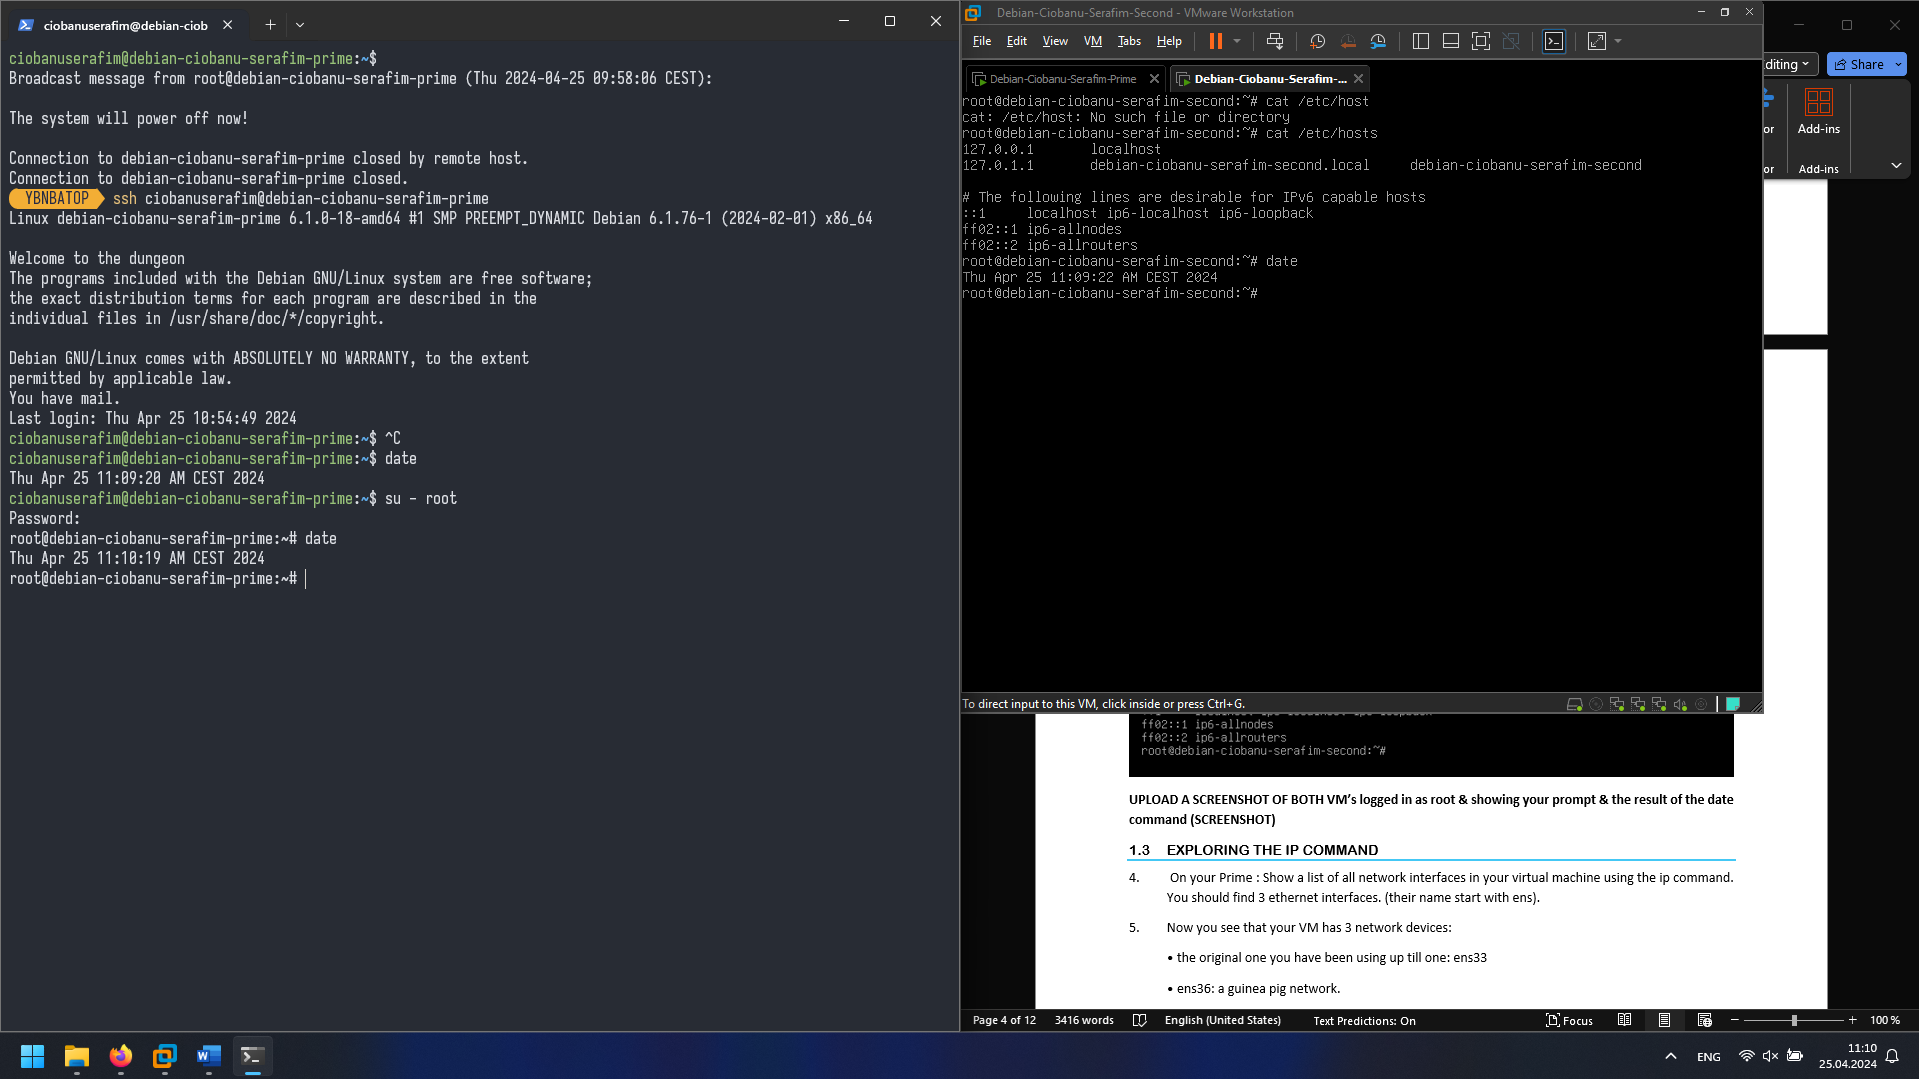 ciobanuserafim@debian-ciob
ciobanuserafim@debian-ciobanu-serafim-prime:~$
Broadcast message from root@debian-ciobanu-serafim-prime (Thu 2024-04-25 09:58:06 CEST):
The system will power off now!
Connection to debian-ciobanu-serafim-prime closed by remote host.
Connection to debian-ciobanu-serafim-prime closed.
YBNBATOP ssh ciobanuserafim@debian-ciobanu-serafim-prime
Linux debian-ciobanu-serafim-prime 6.1.0-18-amd64 #1 SMP PREEMPT_DYNAMIC Debian 6.1.76-1 (2024-02-01) x86_64
Welcome to the dungeon
The programs included with the Debian GNU/Linux system are free software;
the exact distribution terms for each program are described in the
individual files in /usr/share/doc/*/copyright.
Debian GNU/Linux comes with ABSOLUTELY NO WARRANTY, to the extent
permitted by applicable law.
You have mail.
Last login: Thu Apr 25 10:54:49 2024
ciobanuserafim@debian-ciobanu-serafim-prime:~$ ^C
ciobanuserafim@debian-ciobanu-serafim-prime:~$ date
Thu Apr 25 11:09:20 AM CEST 2024
ciobanuserafim@debian-ciobanu-serafim-prime:~$ su - root
Password:
root@debian-ciobanu-serafim-prime:~# date
Thu Apr 25 11:10:19 AM CEST 2024
root@debian-ciobanu-serafim-prime:~#
Debian-Ciobanu-Serafim-Second - VMware Workstation
File Edit View VM Tabs Help
Debian-Ciobanu-Serafim-Prime
Debian-Ciobanu-Serafim-...
root@debian-ciobanu-serafim-second:~# cat /etc/host
cat: /etc/host: No such file or directory
root@debian-ciobanu-serafim-second:~# cat /etc/hosts
127.0.0.1 localhost
127.0.1.1 debian-ciobanu-serafim-second.local debian-ciobanu-serafim-second
# The following lines are desirable for IPv6 capable hosts
::1 localhost ip6-localhost ip6-loopback
ff02::1 ip6-allnodes
ff02::2 ip6-allrouters
root@debian-ciobanu-serafim-second:~# date
Thu Apr 25 11:09:22 AM CEST 2024
root@debian-ciobanu-serafim-second:~#
To direct input to this VM, click inside or press Ctrl+G.
diting
Share
or
Add-ins
or
Add-ins
ff02::1 ip6-allnodes
ff02::2 ip6-allrouters
root@debian-ciobanu-serafim-second:~#
UPLOAD A SCREENSHOT OF BOTH VM’s logged in as root & showing your prompt & the result of the date
command (SCREENSHOT)
1.3 EXPLORING THE IP COMMAND
4. On your Prime : Show a list of all network interfaces in your virtual machine using the ip command.
You should find 3 ethernet interfaces. (their name start with ens).
5. Now you see that your VM has 3 network devices:
• the original one you have been using up till one: ens33
• ens36: a guinea pig network.
Page 4 of 12 3416 words English (United States) Text Predictions: On Focus 100 %
ENG
11:10
25.04.2024